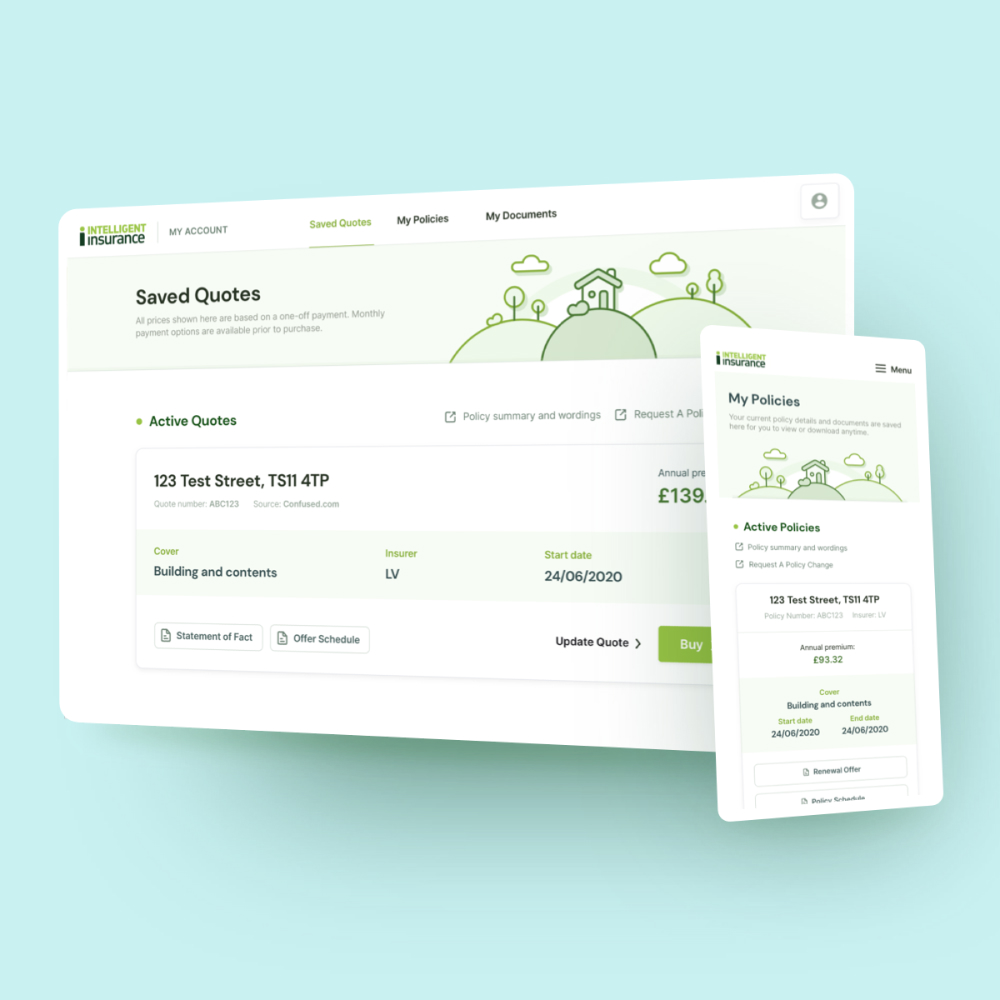 INTELLIGENT
insurance
MY ACCOUNT
Saved Quotes
My Policies
My Documents
Saved Quotes
All prices shown here are based on a one-off payment. Monthly
payment options are available prior to purchase.
Active Quotes
Policy summary and wordings
Request A Poli
123 Test Street, TS11 4TP
Quote number: ABC123
Source: Confused.com
Annual pre
£139.
Cover
Building and contents
Insurer
LV
Start date
24/06/2020
Statement of Fact
Offer Schedule
Update Quote
Buy
INTELLIGENT
insurance
Menu
My Policies
Your current policy details and documents are saved
here for you to view or download anytime.
Active Policies
Policy summary and wordings
Request A Policy Change
123 Test Street, TS11 4TP
Policy Number: ABC123
Insurer: LV
Annual premium:
£93.32
Cover
Building and contents
Start date
24/06/2020
End date
24/06/2020
Renewal Offer
Policy Schedule